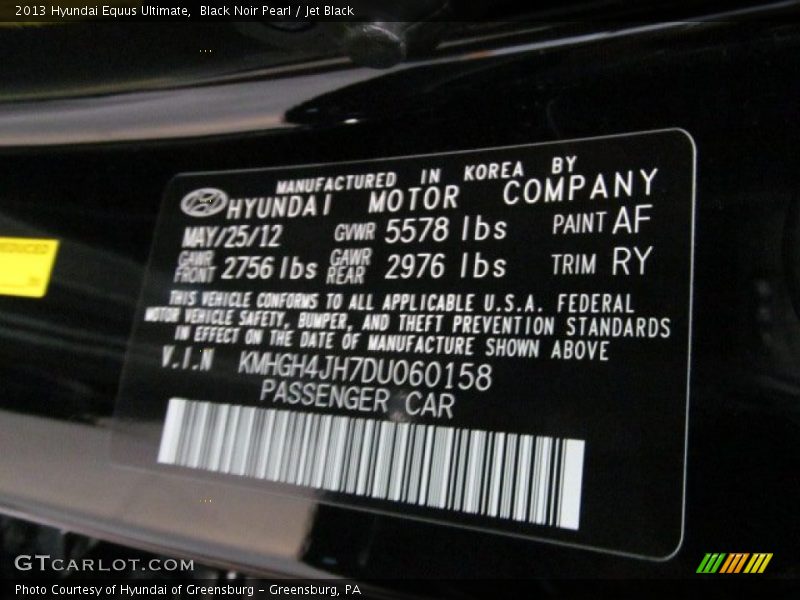 2013 Hyundai Equus Ultimate,  Black Noir Pearl / Jet Black
MANUFACTURED IN KOREA BY
HYUNDAI MOTOR COMPANY
MAY/25/12 GVWR 5578 lbs PAINT AF
GAWR FRONT 2756 lbs GAWR REAR 2976 lbs TRIM RY
THIS VEHICLE CONFORMS TO ALL APPLICABLE U.S.A. FEDERAL
MOTOR VEHICLE SAFETY, BUMPER, AND THEFT PREVENTION STANDARDS
IN EFFECT ON THE DATE OF MANUFACTURE SHOWN ABOVE
V.I.N KMHGH4JH7DU060158
PASSENGER CAR
GTCARLOT.COM
Photo Courtesy of Hyundai of Greensburg - Greensburg, PA